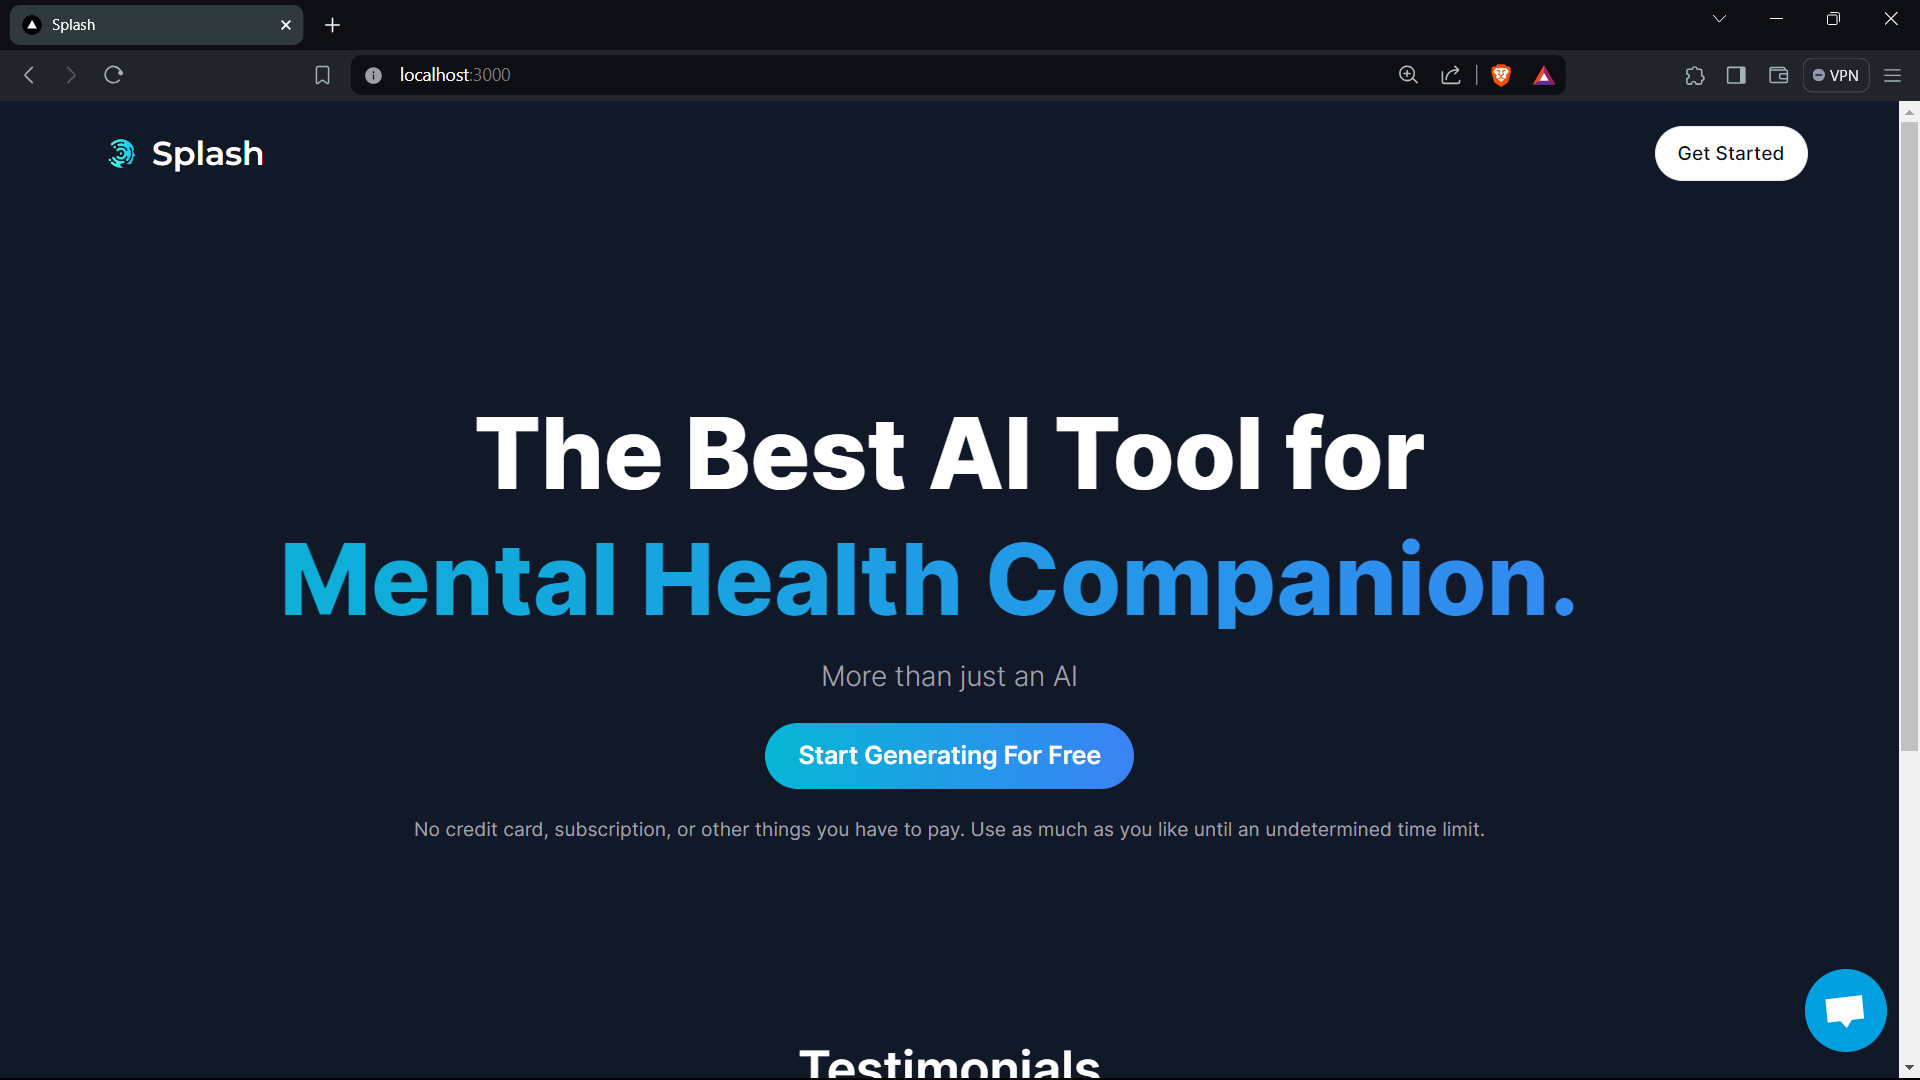 Splash
localhost:3000
VPN
Splash
Get Started
The Best AI Tool for
Mental Health Companion.
More than just an AI
Start Generating For Free
No credit card, subscription, or other things you have to pay. Use as much as you like until an undetermined time limit.
Testimonials